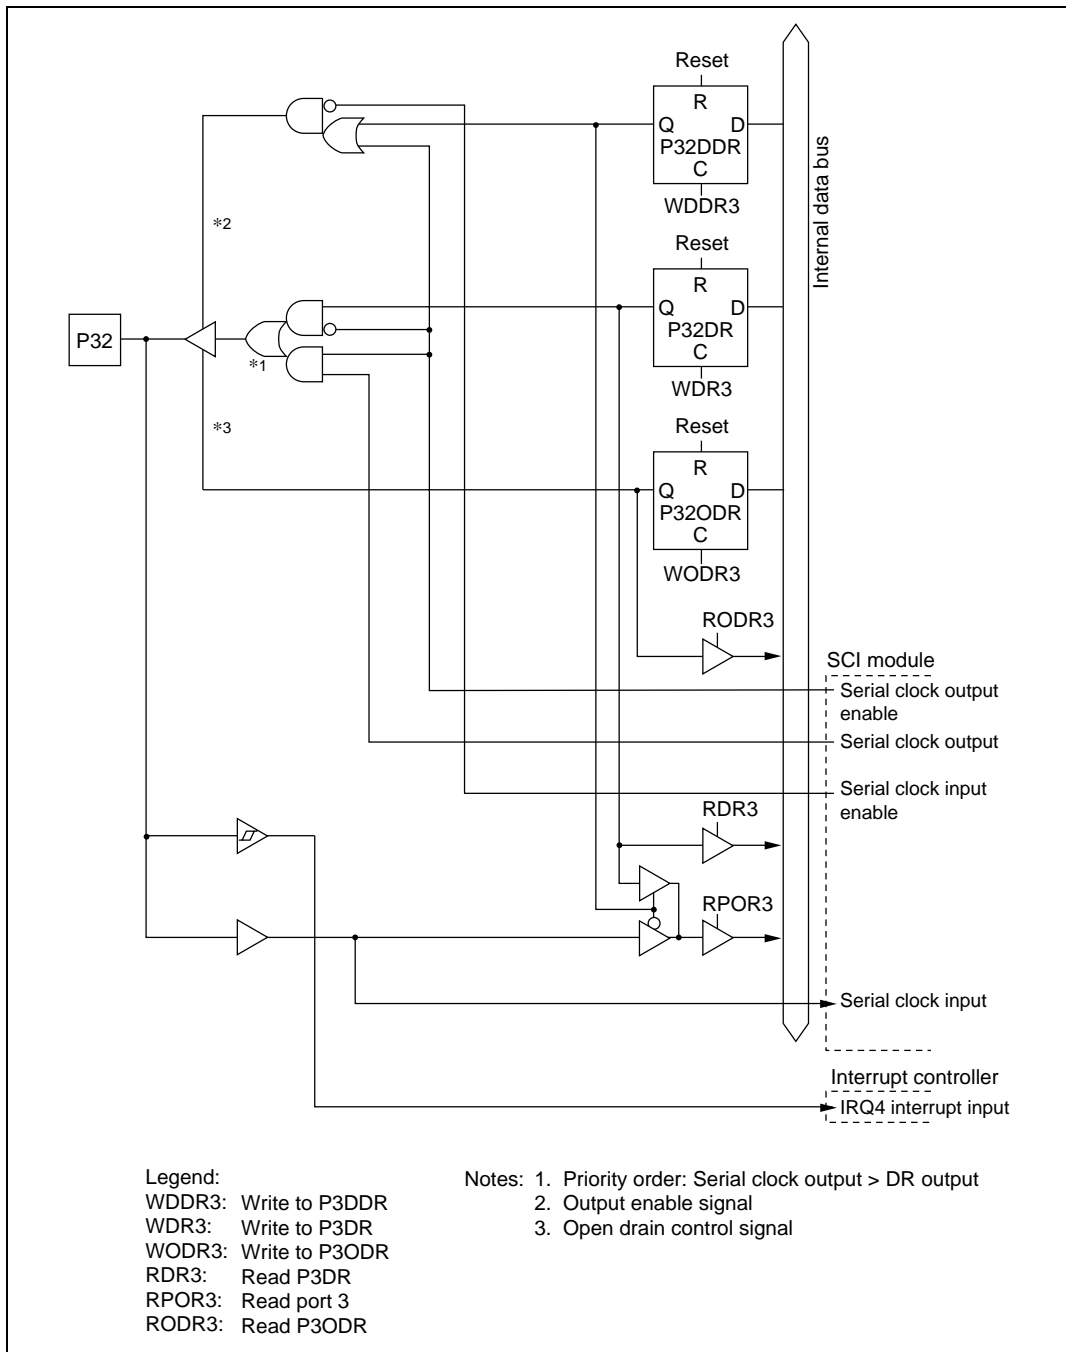 Reset
R
Q D
P32DDR
C
WDDR3
Internal data bus
*2
Reset
R
Q D
P32DR
C
WDR3
P32
*1
*3
Reset
R
Q D
P32ODR
C
WODR3
RODR3
SCI module
Serial clock output
enable
Serial clock output
Serial clock input
enable
RDR3
RPOR3
Serial clock input
Interrupt controller
IRQ4 interrupt input
Legend:
WDDR3: Write to P3DDR
WDR3: Write to P3DR
WODR3: Write to P3ODR
RDR3: Read P3DR
RPOR3: Read port 3
RODR3: Read P3ODR
Notes: 1. Priority order: Serial clock output > DR output
2. Output enable signal
3. Open drain control signal